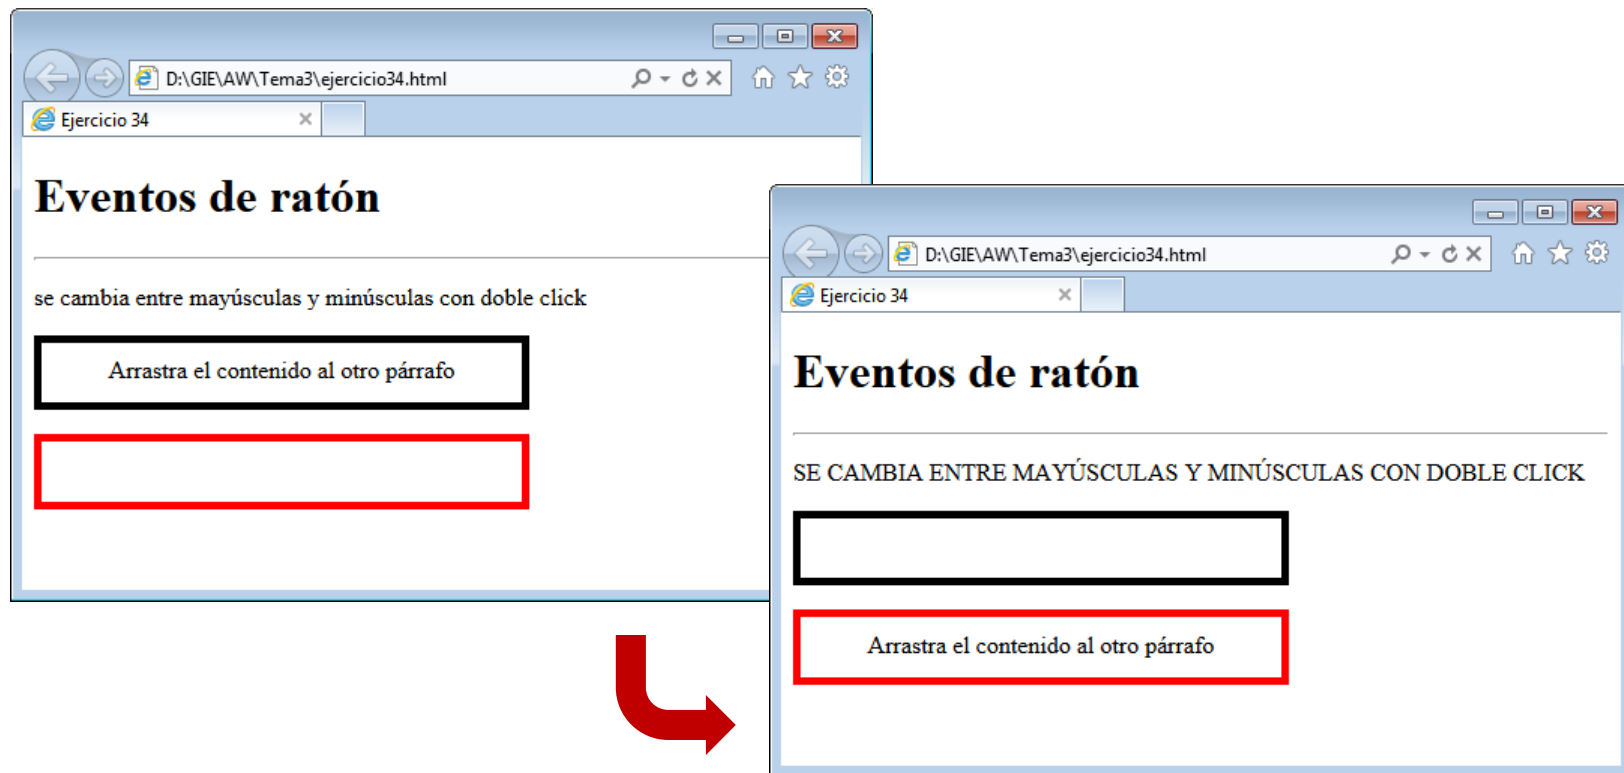 D:\GIE\AW\Tema3\ejercicio34.html
Ejercicio 34
Eventos de ratón
se cambia entre mayúsculas y minúsculas con doble click
Arrastra el contenido al otro párrafo
D:\GIE\AW\Tema3\ejercicio34.html
Ejercicio 34
Eventos de ratón
SE CAMBIA ENTRE MAYÚSCULAS Y MINÚSCULAS CON DOBLE CLICK
Arrastra el contenido al otro párrafo